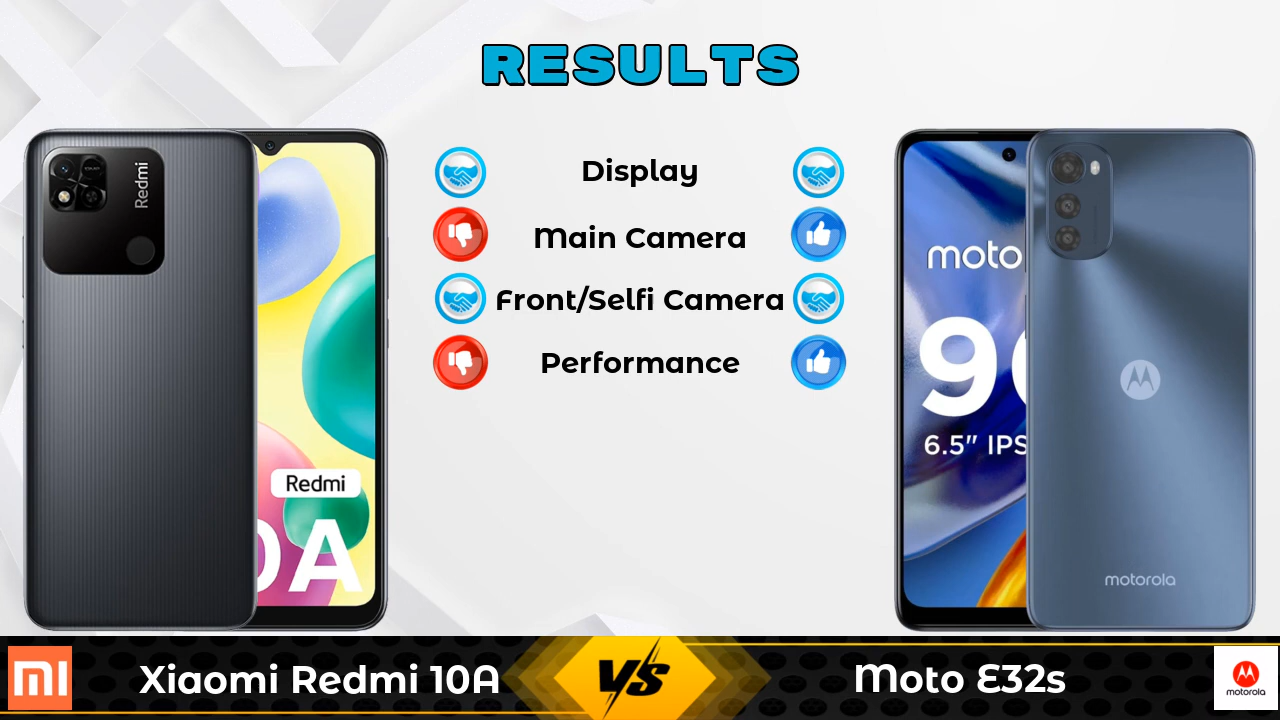 RESULTS
Display
Main Camera
Front/Selfi Camera
Performance
Redmi
Redmi
0A
moto
90
6.5" IPS
motorola
Xiaomi Redmi 10A
VS
Moto E32s
motorola